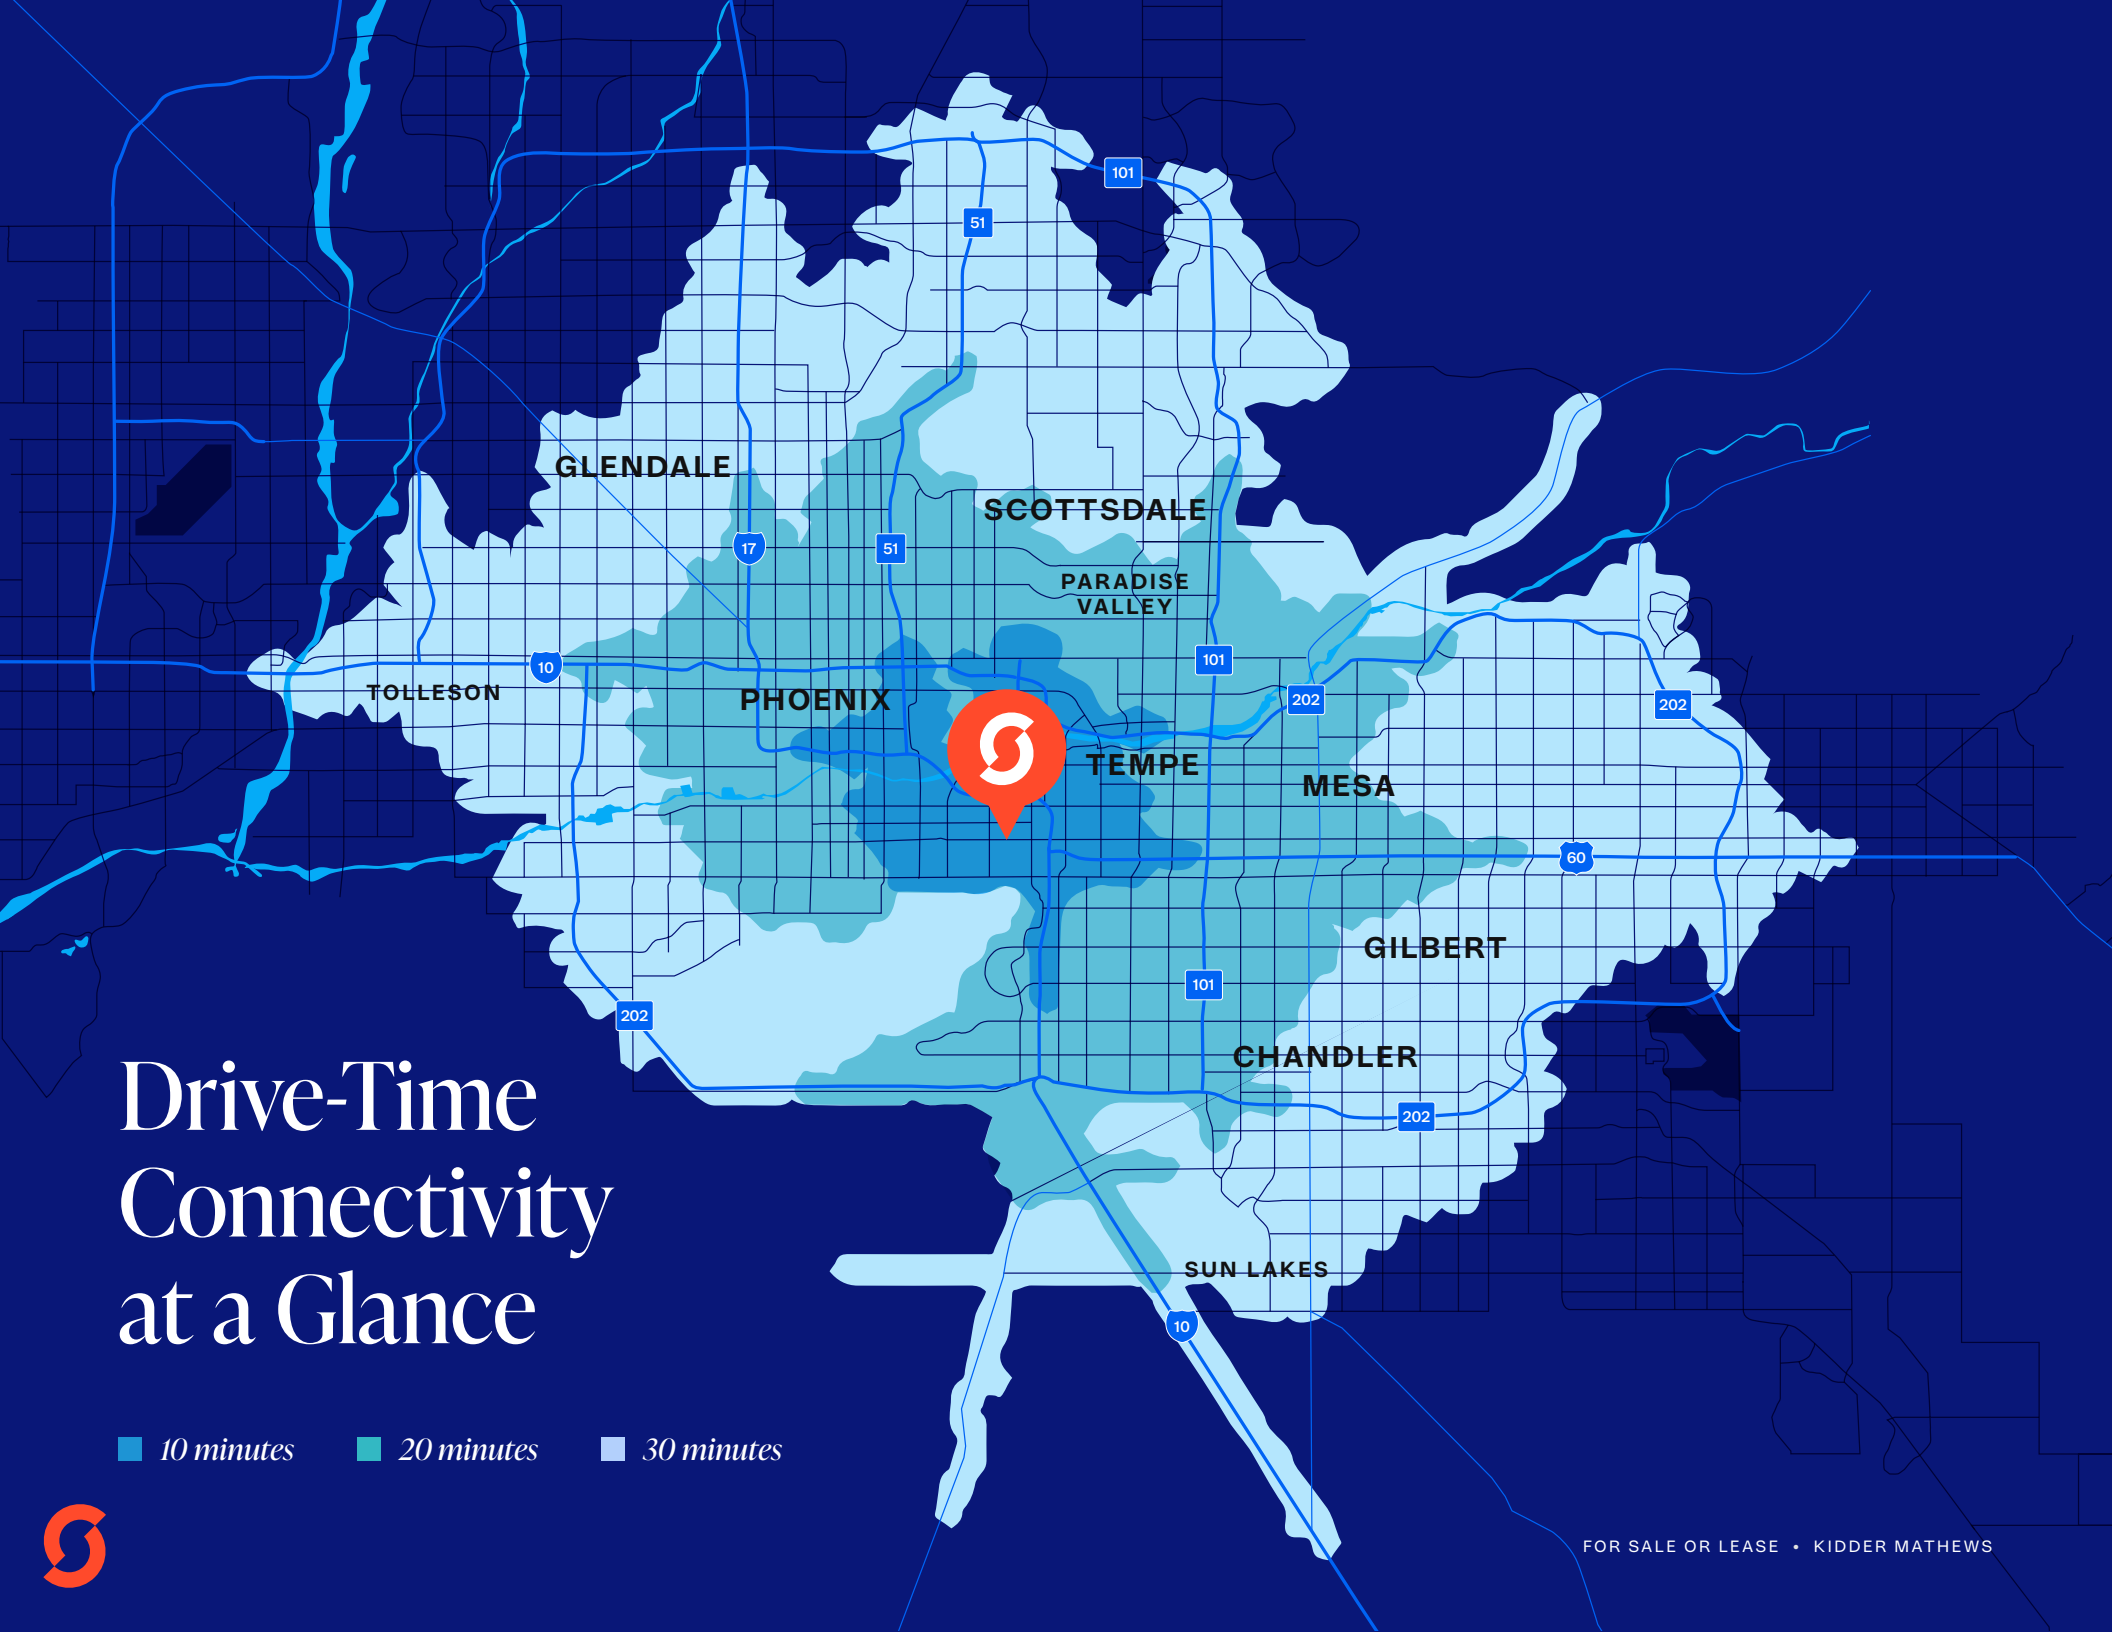 101
51
GLENDALE
SCOTTSDALE
17
51
PARADISE
VALLEY
10
101
TOLLESON
PHOENIX
202
202
TEMPE
MESA
60
GILBERT
101
202
CHANDLER
202
SUN LAKES
10
Drive-Time
Connectivity
at a Glance
10 minutes
20 minutes
30 minutes
FOR SALE OR LEASE • KIDDER MATHEWS